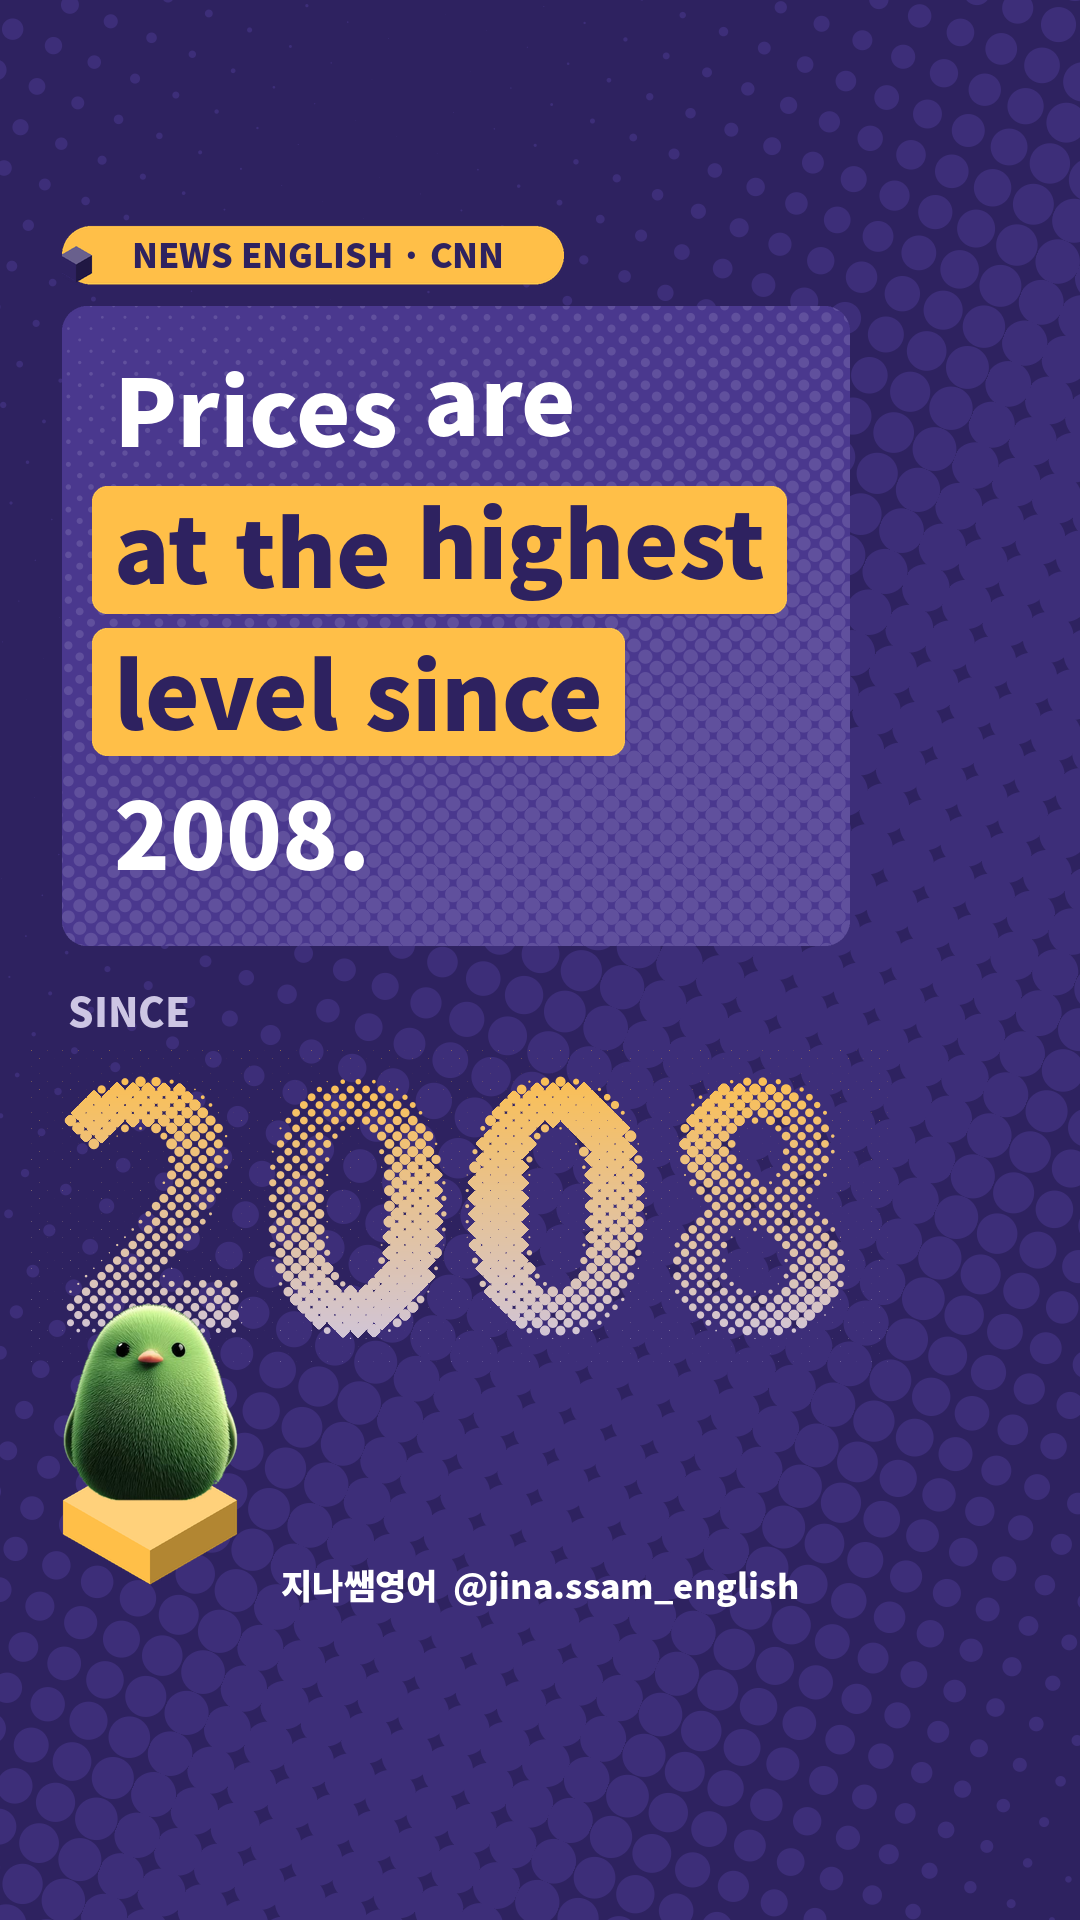 NEWS ENGLISH · CNN
Prices are
at the highest
level since
2008.
SINCE
2008
지나쌤영어 @jina.ssam_english